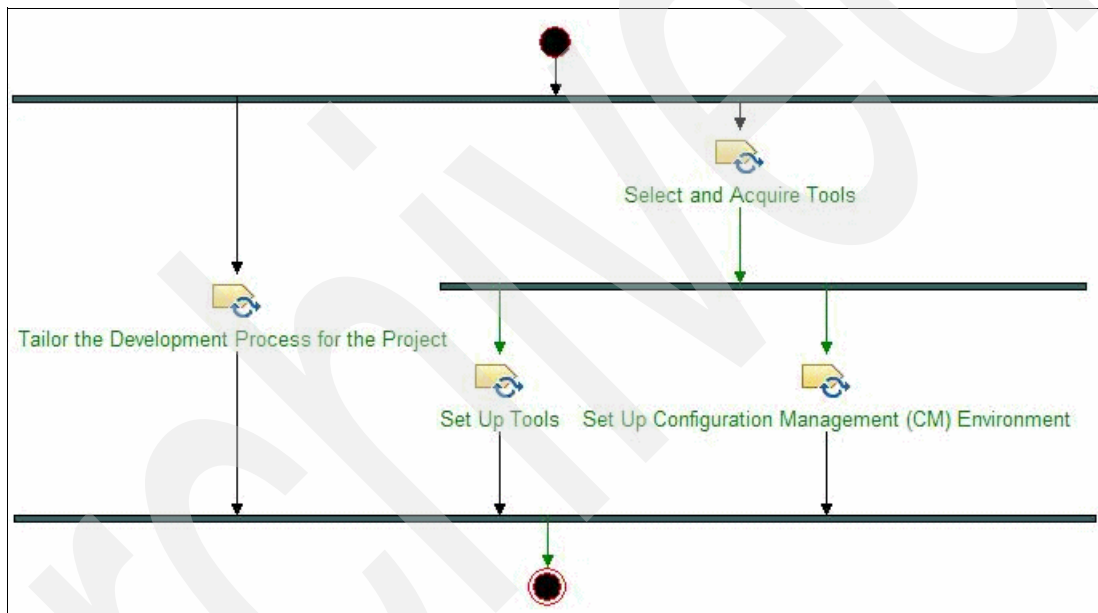 Select and Acquire Tools
Tailor the Development Process for the Project
Set Up Tools
Set Up Configuration Management (CM) Environment